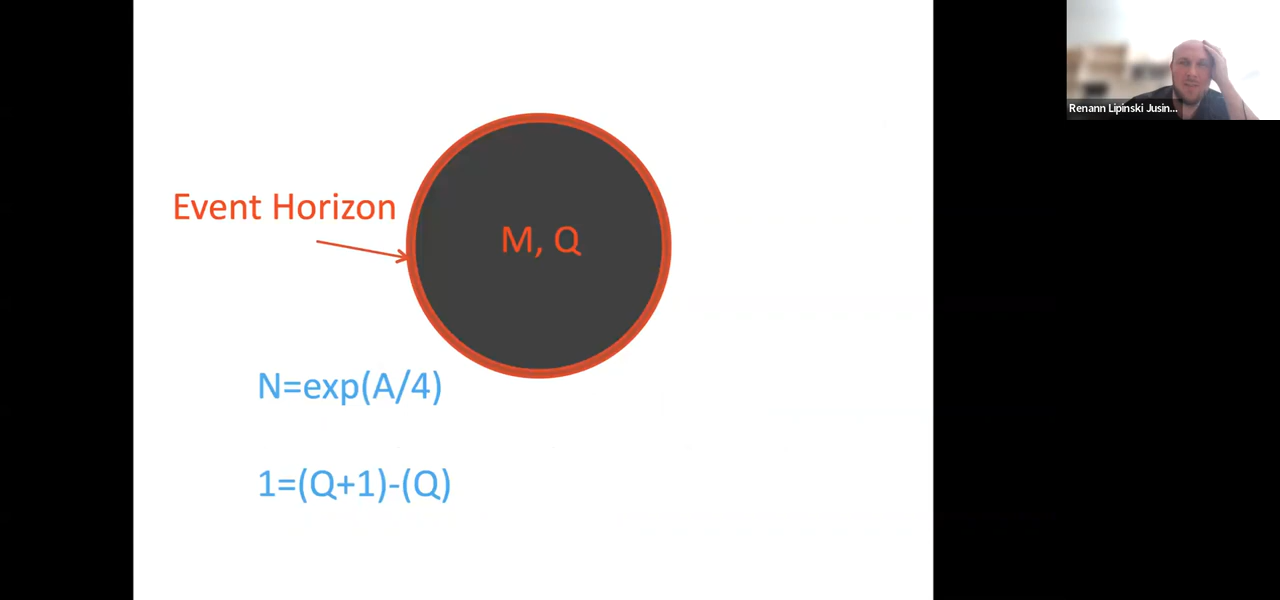 Event Horizon
M, Q
N=exp(A/4)
1=(Q+1)-(Q)
Renann Lipinski Jusin...